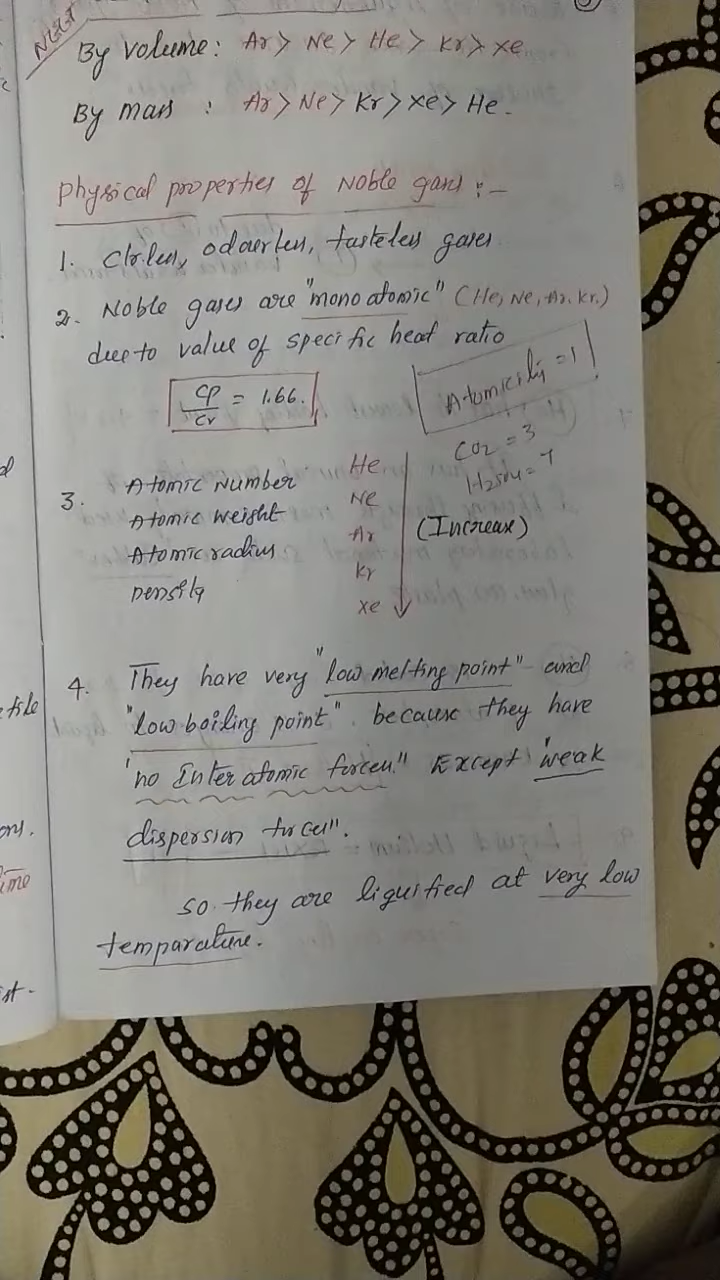 NCERT
By volume: Ar > Ne > He > Kr > Xe
By mass : Ar > Ne > Kr > Xe > He.
physical properties of Noble gases :-
1. Clrless, odourless, tasteless gases
2. Noble gases are "mono atomic" (He, Ne, Ar, Kr.)
due to value of specific heat ratio
Cp/Cv = 1.66.
Atomicity = 1
CO2 = 3
H2SO4 = 7
3. Atomic Number
Atomic weight
Atomic radius
Density
He
Ne
Ar
Kr
Xe
(Increase)
4. They have very "low melting point" and
"low boiling point". because they have
"no Inter atomic forces" Except "weak
dispersion forces".
so they are liquified at very low
temparature.